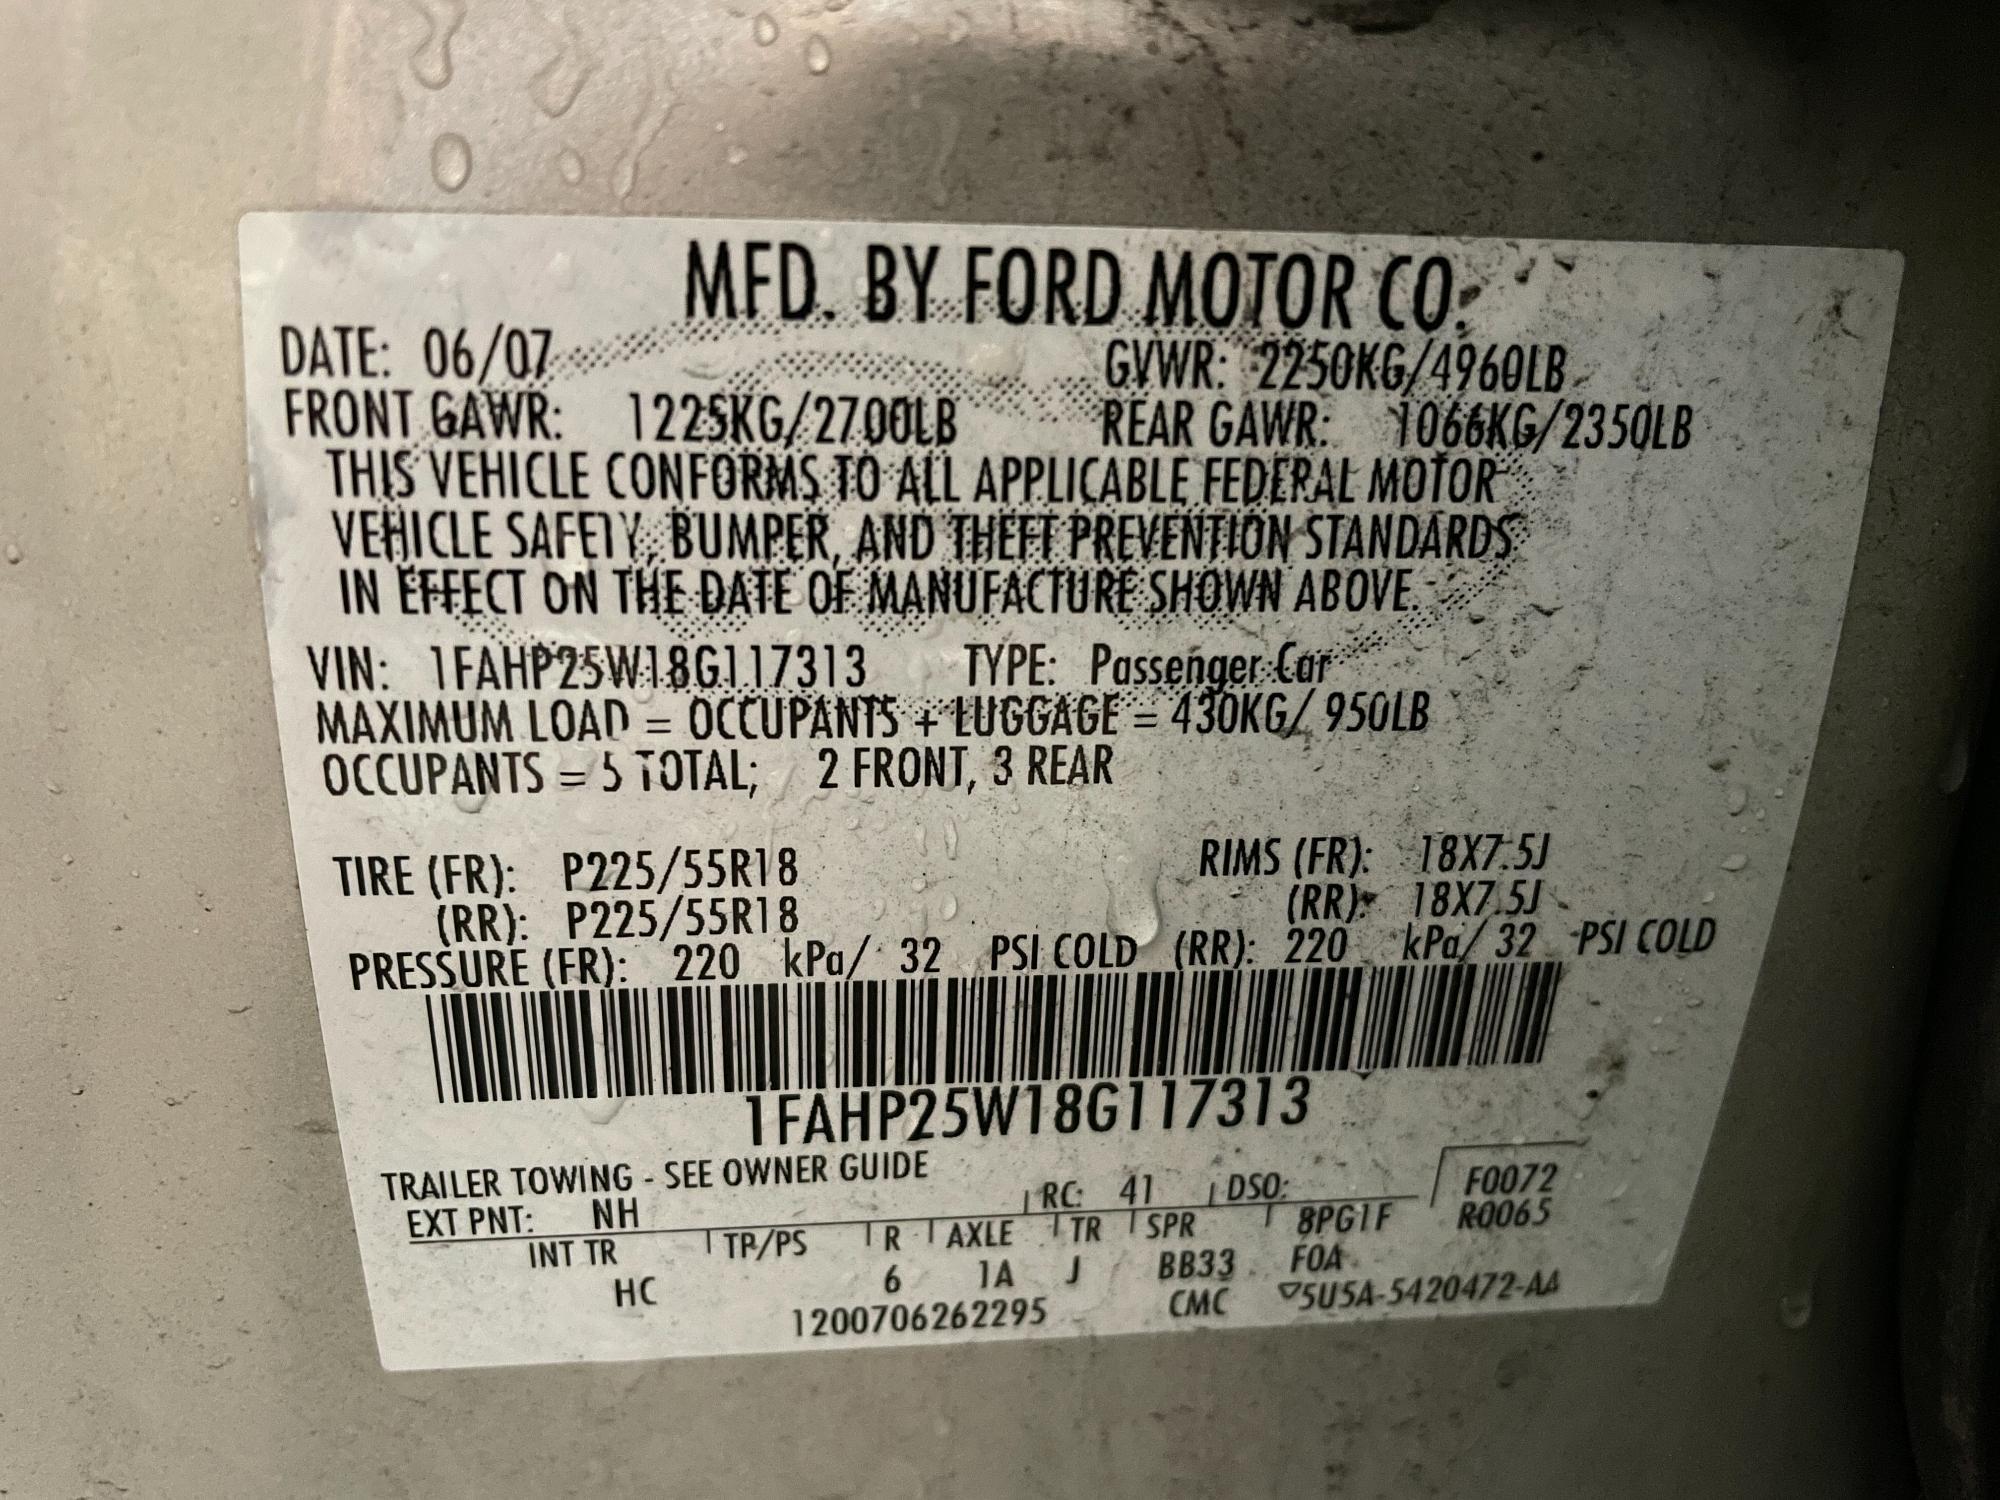 MFD. BY FORD MOTOR CO.
DATE: 06/07 GVWR: 2250KG/4960LB
FRONT GAWR: 1225KG/2700LB REAR GAWR: 1066KG/2350LB
THIS VEHICLE CONFORMS TO ALL APPLICABLE FEDERAL MOTOR
VEHICLE SAFETY, BUMPER, AND THEFT PREVENTION STANDARDS
IN EFFECT ON THE DATE OF MANUFACTURE SHOWN ABOVE.
VIN: 1FAHP25W18G117313 TYPE: Passenger Car
MAXIMUM LOAD = OCCUPANTS + LUGGAGE = 430KG/ 950LB
OCCUPANTS = 5 TOTAL; 2 FRONT, 3 REAR
TIRE (FR): P225/55R18 RIMS (FR): 18X7.5J
(RR): P225/55R18 (RR): 18X7.5J
PRESSURE (FR): 220 kPa/ 32 PSI COLD (RR): 220 kPa/ 32 PSI COLD
1FAHP25W18G117313
TRAILER TOWING - SEE OWNER GUIDE
EXT PNT: NH RC: 41 DSO: F0072
INT TR TP/PS R AXLE TR SPR 8PG1F R0065
HC 6 1A J BB33 FOA
1200706262295 CMC ▽5U5A-5420472-AA